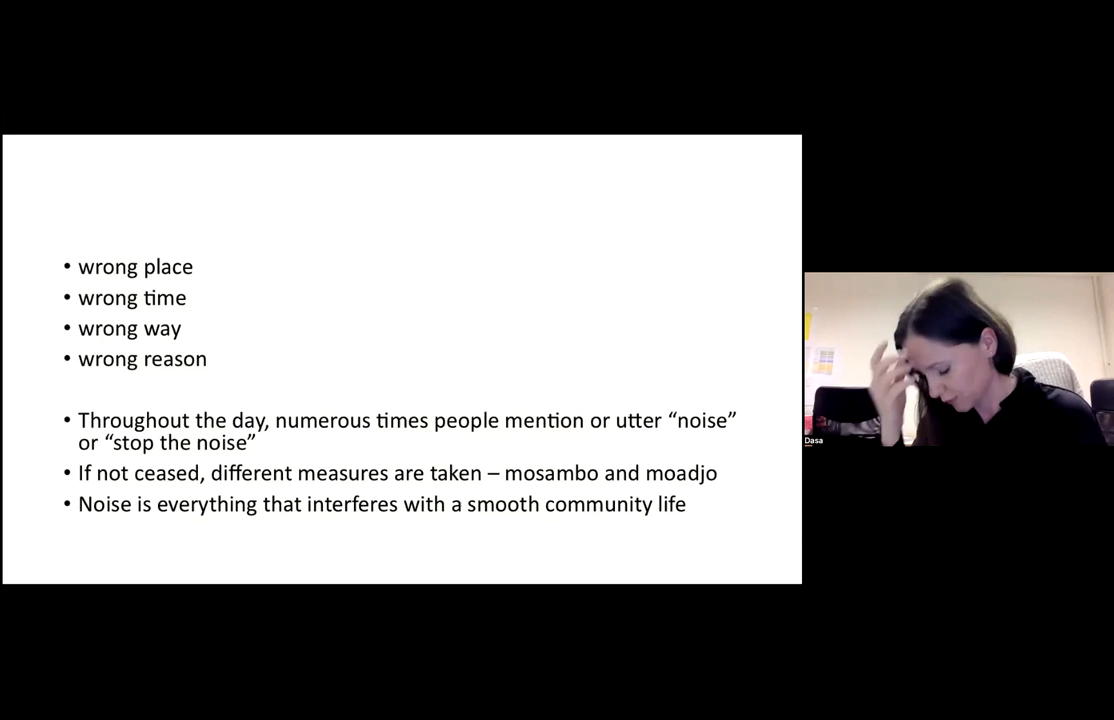 • wrong place
• wrong time
• wrong way
• wrong reason
• Throughout the day, numerous times people mention or utter “noise”
or “stop the noise”
• If not ceased, different measures are taken – mosambo and moadjo
• Noise is everything that interferes with a smooth community life
Dasa